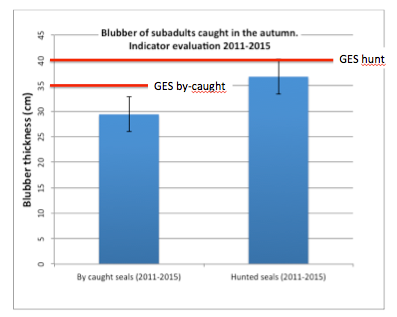 Blubber of subadults caught in the autumn.
Indicator evaluation 2011-2015
Blubber thickness (cm)
45
40
35
30
25
20
15
10
5
0
GES hunt
GES by-caught
By caught seals (2011-2015)
Hunted seals (2011-2015)